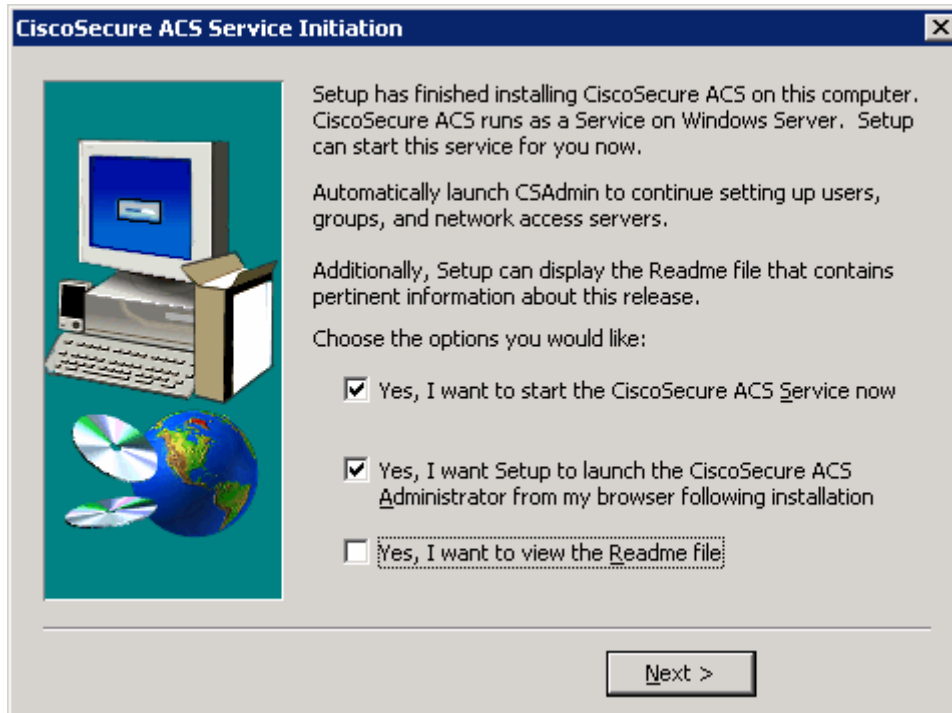 CiscoSecure ACS Service Initiation
Setup has finished installing CiscoSecure ACS on this computer.
CiscoSecure ACS runs as a Service on Windows Server. Setup
can start this service for you now.
Automatically launch CSAdmin to continue setting up users,
groups, and network access servers.
Additionally, Setup can display the Readme file that contains
pertinent information about this release.
Choose the options you would like:
Yes, I want to start the CiscoSecure ACS Service now
Yes, I want Setup to launch the CiscoSecure ACS
Administrator from my browser following installation
Yes, I want to view the Readme file
Next >